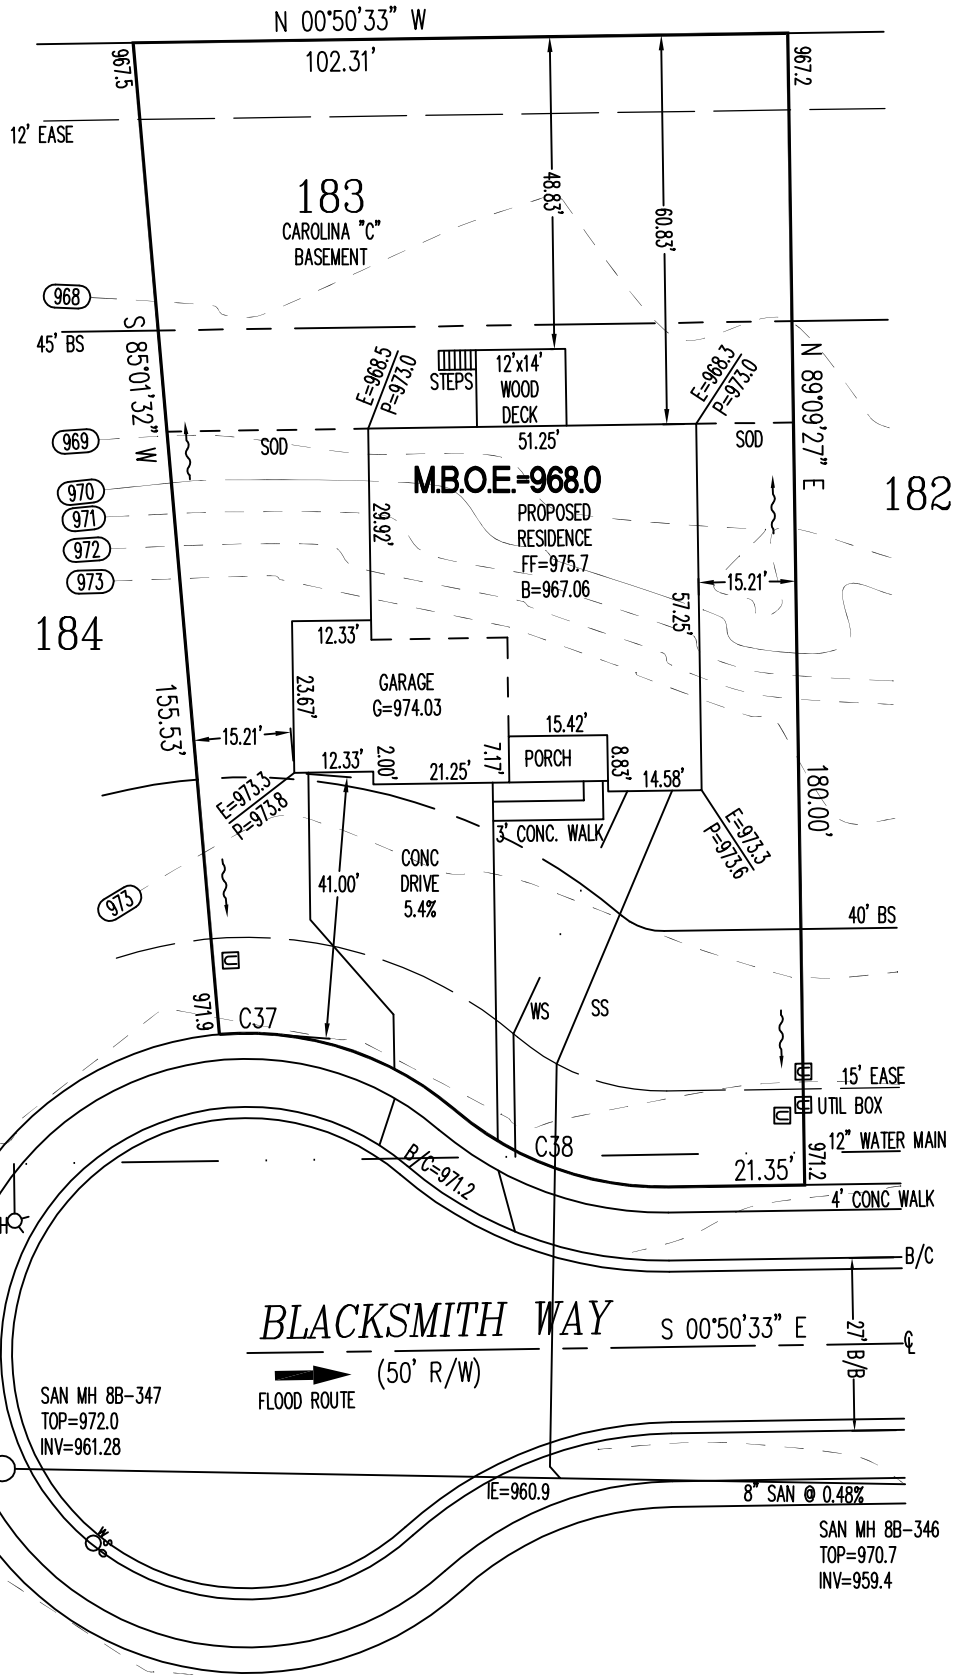 N 00°50'33" W
102.31'
967.5
967.2
12' EASE
183
CAROLINA "C"
BASEMENT
48.83'
60.83'
968
45' BS
S 85°01'32" W
N 89°09'27" E
E=968.5
P=973.0
STEPS
12'x14'
WOOD
DECK
E=968.3
P=973.0
969
SOD
51.25'
SOD
M.B.O.E.=968.0
970
971
972
973
29.92'
PROPOSED
RESIDENCE
FF=975.7
B=967.06
182
15.21'
57.25'
184
12.33'
23.67'
GARAGE
G=974.03
155.53'
15.21'
15.42'
PORCH
7.17'
8.83'
12.33'
2.00'
21.25'
14.58'
180.00'
E=973.3
P=973.8
3' CONC. WALK
E=973.3
P=973.6
CONC
DRIVE
5.4%
41.00'
973
40' BS
U
971.9
C37
WS
SS
U
15' EASE
U
U
UTIL BOX
C38
12" WATER MAIN
B/C=971.2
21.35'
971.2
4' CONC WALK
H
B/C
BLACKSMITH WAY
S 00°50'33" E
27' B/B
(50' R/W)
FLOOD ROUTE
SAN MH 8B-347
TOP=972.0
INV=961.28
IE=960.9
8" SAN @ 0.48%
SAN MH 8B-346
TOP=970.7
INV=959.4